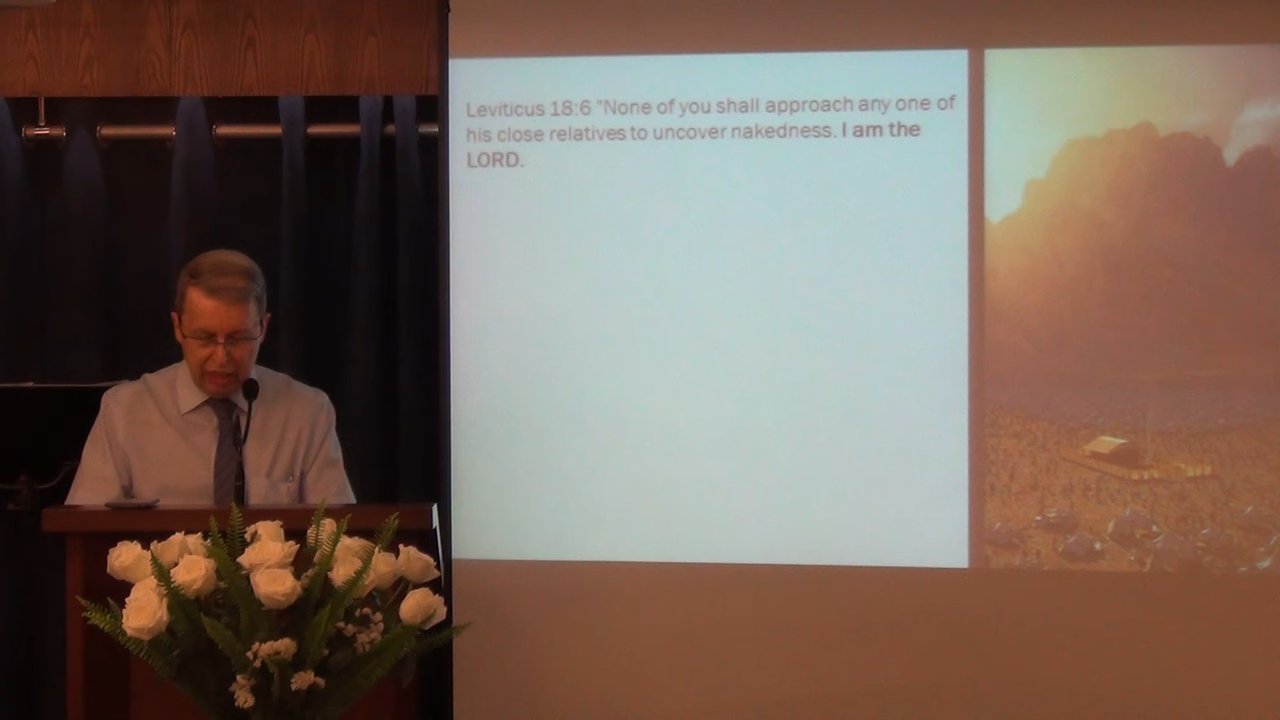 Leviticus 18:6 "None of you shall approach any one of
his close relatives to uncover nakedness. I am the
LORD.